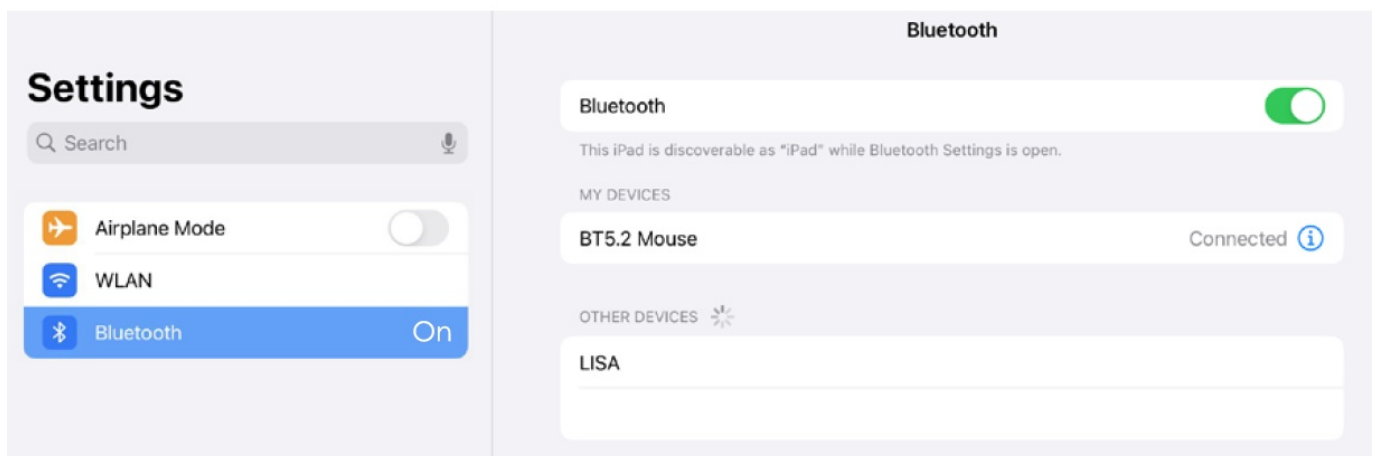 Settings
Search
Airplane Mode
WLAN
Bluetooth On
Bluetooth
Bluetooth
This iPad is discoverable as "iPad" while Bluetooth Settings is open.
MY DEVICES
BT5.2 Mouse Connected
OTHER DEVICES
LISA